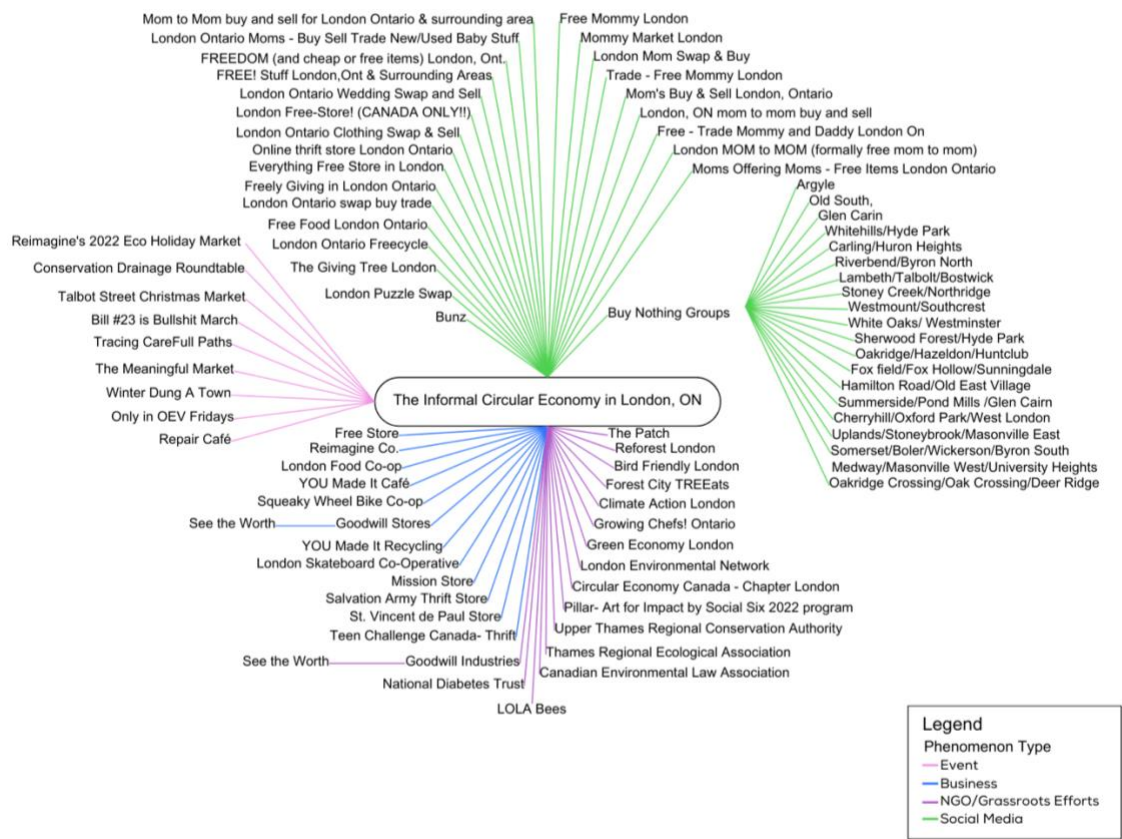 Mom to Mom buy and sell for London Ontario & surrounding area
London Ontario Moms - Buy Sell Trade New/Used Baby Stuff
FREEDOM (and cheap or free items) London, Ont.
FREE! Stuff London,Ont & Surrounding Areas
London Ontario Wedding Swap and Sell
London Free-Store! (CANADA ONLY!!)
London Ontario Clothing Swap & Sell
Online thrift store London Ontario
Everything Free Store in London
Freely Giving in London Ontario
London Ontario swap buy trade
Free Food London Ontario
London Ontario Freecycle
The Giving Tree London
London Puzzle Swap
Bunz
Free Mommy London
Mommy Market London
London Mom Swap & Buy
Trade - Free Mommy London
Mom's Buy & Sell London, Ontario
London, ON mom to mom buy and sell
Free - Trade Mommy and Daddy London On
London MOM to MOM (formally free mom to mom)
Moms Offering Moms - Free Items London Ontario
Buy Nothing Groups
Argyle
Old South,
Glen Carin
Whitehills/Hyde Park
Carling/Huron Heights
Riverbend/Byron North
Lambeth/Talbolt/Bostwick
Stoney Creek/Northridge
Westmount/Southcrest
White Oaks/ Westminster
Sherwood Forest/Hyde Park
Oakridge/Hazeldon/Huntclub
Fox field/Fox Hollow/Sunningdale
Hamilton Road/Old East Village
Summerside/Pond Mills /Glen Cairn
Cherryhill/Oxford Park/West London
Uplands/Stoneybrook/Masonville East
Somerset/Boler/Wickerson/Byron South
Medway/Masonville West/University Heights
Oakridge Crossing/Oak Crossing/Deer Ridge
Reimagine's 2022 Eco Holiday Market
Conservation Drainage Roundtable
Talbot Street Christmas Market
Bill #23 is Bullshit March
Tracing CareFull Paths
The Meaningful Market
Winter Dung A Town
Only in OEV Fridays
Repair Café
The Informal Circular Economy in London, ON
Free Store
Reimagine Co.
London Food Co-op
YOU Made It Café
Squeaky Wheel Bike Co-op
See the Worth
Goodwill Stores
YOU Made It Recycling
London Skateboard Co-Operative
Mission Store
Salvation Army Thrift Store
St. Vincent de Paul Store
Teen Challenge Canada- Thrift
See the Worth
Goodwill Industries
National Diabetes Trust
LOLA Bees
The Patch
Reforest London
Bird Friendly London
Forest City TREEats
Climate Action London
Growing Chefs! Ontario
Green Economy London
London Environmental Network
Circular Economy Canada - Chapter London
Pillar- Art for Impact by Social Six 2022 program
Upper Thames Regional Conservation Authority
Thames Regional Ecological Association
Canadian Environmental Law Association
Legend
Phenomenon Type
Event
Business
NGO/Grassroots Efforts
Social Media